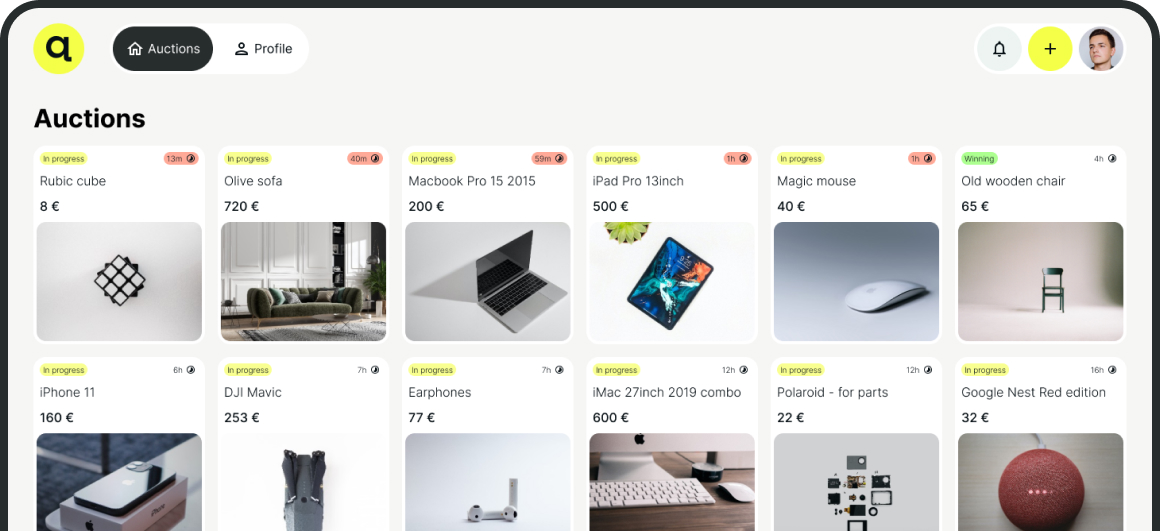 q
Auctions
Profile
Auctions
In progress 13m
Rubic cube
8 €
In progress 40m
Olive sofa
720 €
In progress 59m
Macbook Pro 15 2015
200 €
In progress 1h
iPad Pro 13inch
500 €
In progress 1h
Magic mouse
40 €
Winning 4h
Old wooden chair
65 €
In progress 6h
iPhone 11
160 €
In progress 7h
DJI Mavic
253 €
In progress 7h
Earphones
77 €
In progress 12h
iMac 27inch 2019 combo
600 €
In progress 12h
Polaroid - for parts
22 €
In progress 16h
Google Nest Red edition
32 €